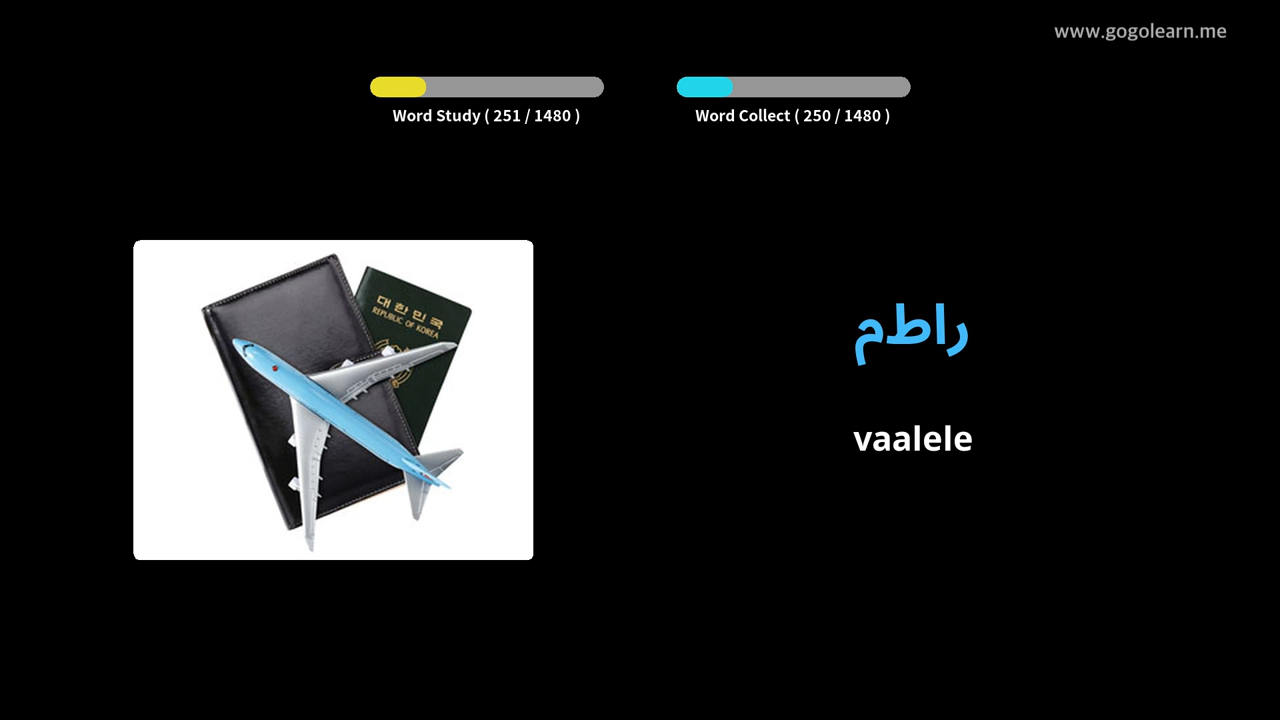 www.gogolearn.me
Word Study ( 251 / 1480 )
Word Collect ( 250 / 1480 )
대한민국
REPUBLIC OF KOREA
راطم
vaalele